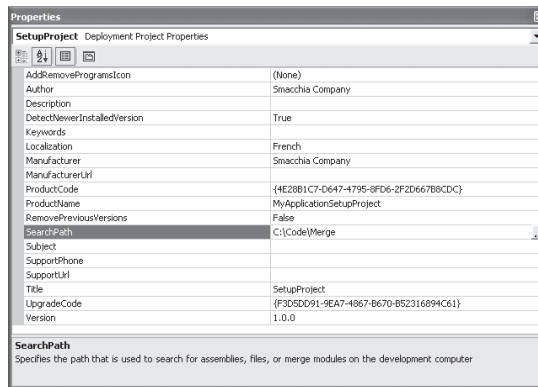 Properties
SetupProject Deployment Project Properties
AddRemoveProgramsIcon (None)
Author Smacchia Company
Description
DetectNewerInstalledVersion True
Keywords
Localization French
Manufacturer Smacchia Company
ManufacturerUrl
ProductCode {4E28B1C7-D647-4795-8FD6-2F2D667B8CDC}
ProductName MyApplicationSetupProject
RemovePreviousVersions False
SearchPath C:\Code\Merge
Subject
SupportPhone
SupportUrl
Title SetupProject
UpgradeCode {F3D5DD91-9EA7-4867-B670-B52316894C61}
Version 1.0.0
SearchPath
Specifies the path that is used to search for assemblies, files, or merge modules on the development computer